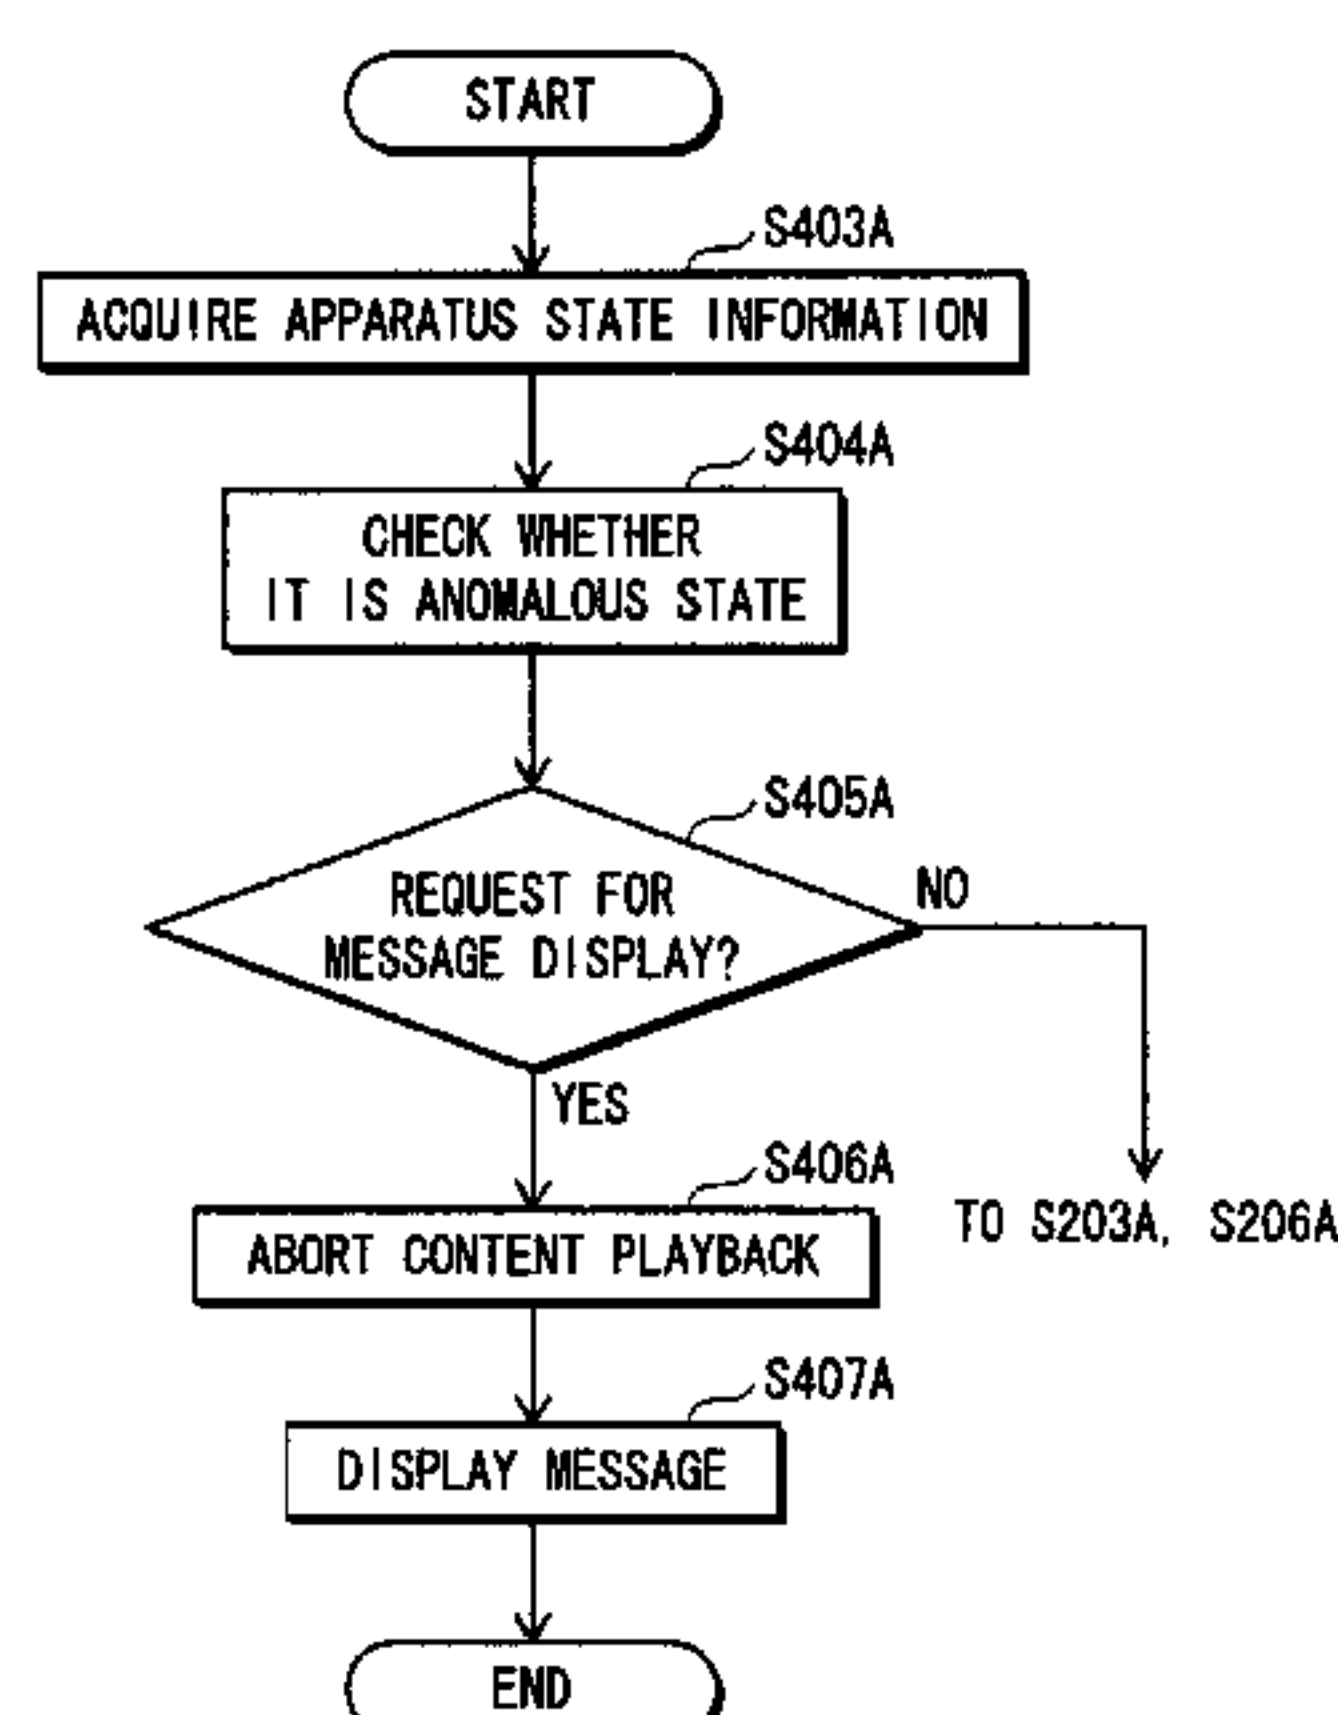 START
S403A
ACQUIRE APPARATUS STATE INFORMATION
S404A
CHECK WHETHER
IT IS ANOMALOUS STATE
S405A
REQUEST FOR
MESSAGE DISPLAY?
NO
YES
TO S203A, S206A
S406A
ABORT CONTENT PLAYBACK
S407A
DISPLAY MESSAGE
END